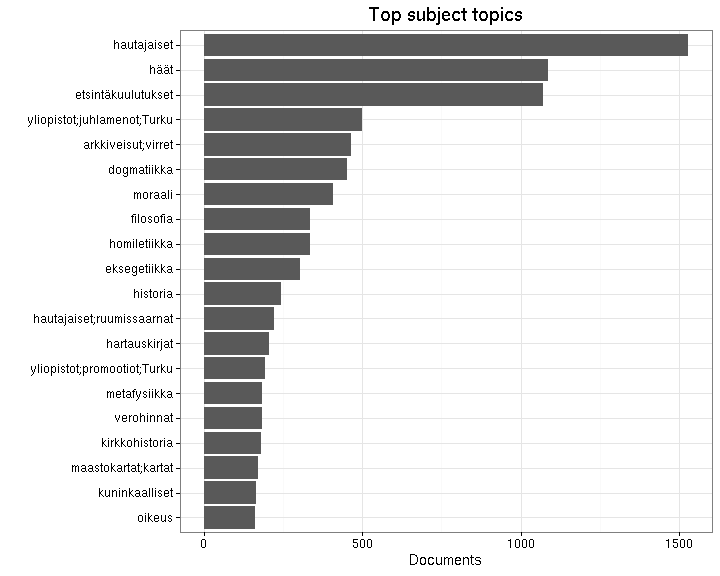 Top subject topics
hautajaiset
häät
etsintäkuulutukset
yliopistot;juhlamenot;Turku
arkkiveisut;virret
dogmatiikka
moraali
filosofia
homiletiikka
eksegetiikka
historia
hautajaiset;ruumissaarnat
hartauskirjat
yliopistot;promootiot;Turku
metafysiikka
verohinnat
kirkkohistoria
maastokartat;kartat
kuninkaalliset
oikeus
0 500 1000 1500
Documents